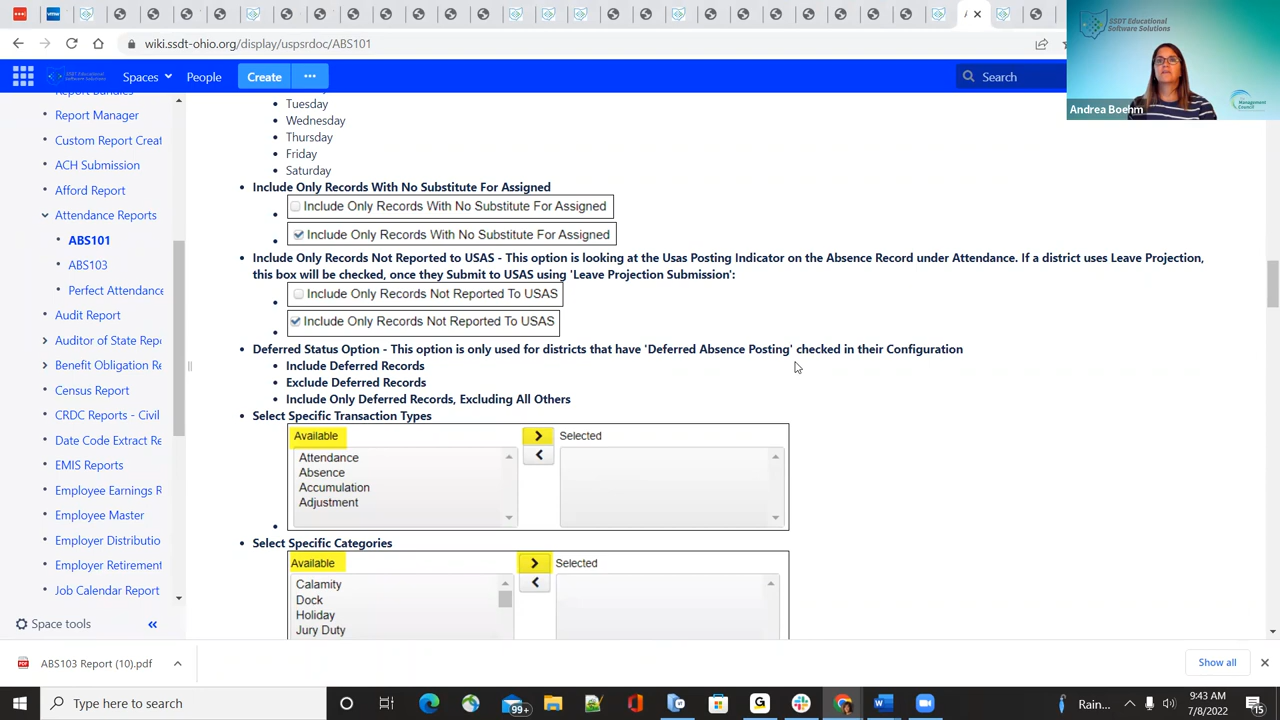 A
wiki.ssdt-ohio.org/display/uspsrdoc/ABS101
SSDT Educational
Software Solutions
Spaces
People
Create
Search
Andrea Boehm
Management
Council
Report Bundles
Report Manager
Custom Report Creat
ACH Submission
Afford Report
Attendance Reports
ABS101
ABS103
Perfect Attendance
Audit Report
Auditor of State Repo
Benefit Obligation Re
Census Report
CRDC Reports - Civil
Date Code Extract Re
EMIS Reports
Employee Earnings R
Employee Master
Employer Distributio
Employer Retirement
Job Calendar Report
Space tools
Tuesday
Wednesday
Thursday
Friday
Saturday
Include Only Records With No Substitute For Assigned
Include Only Records With No Substitute For Assigned
Include Only Records With No Substitute For Assigned
Include Only Records Not Reported to USAS - This option is looking at the Usas Posting Indicator on the Absence Record under Attendance. If a district uses Leave Projection,
this box will be checked, once they Submit to USAS using 'Leave Projection Submission':
Include Only Records Not Reported To USAS
Include Only Records Not Reported To USAS
Deferred Status Option - This option is only used for districts that have 'Deferred Absence Posting' checked in their Configuration
Include Deferred Records
Exclude Deferred Records
Include Only Deferred Records, Excluding All Others
Select Specific Transaction Types
Available
Selected
Attendance
Absence
Accumulation
Adjustment
Select Specific Categories
Available
Selected
Calamity
Dock
Holiday
Jury Duty
ABS103 Report (10).pdf
Show all
Type here to search
99+
Rain...
9:43 AM
7/8/2022
15